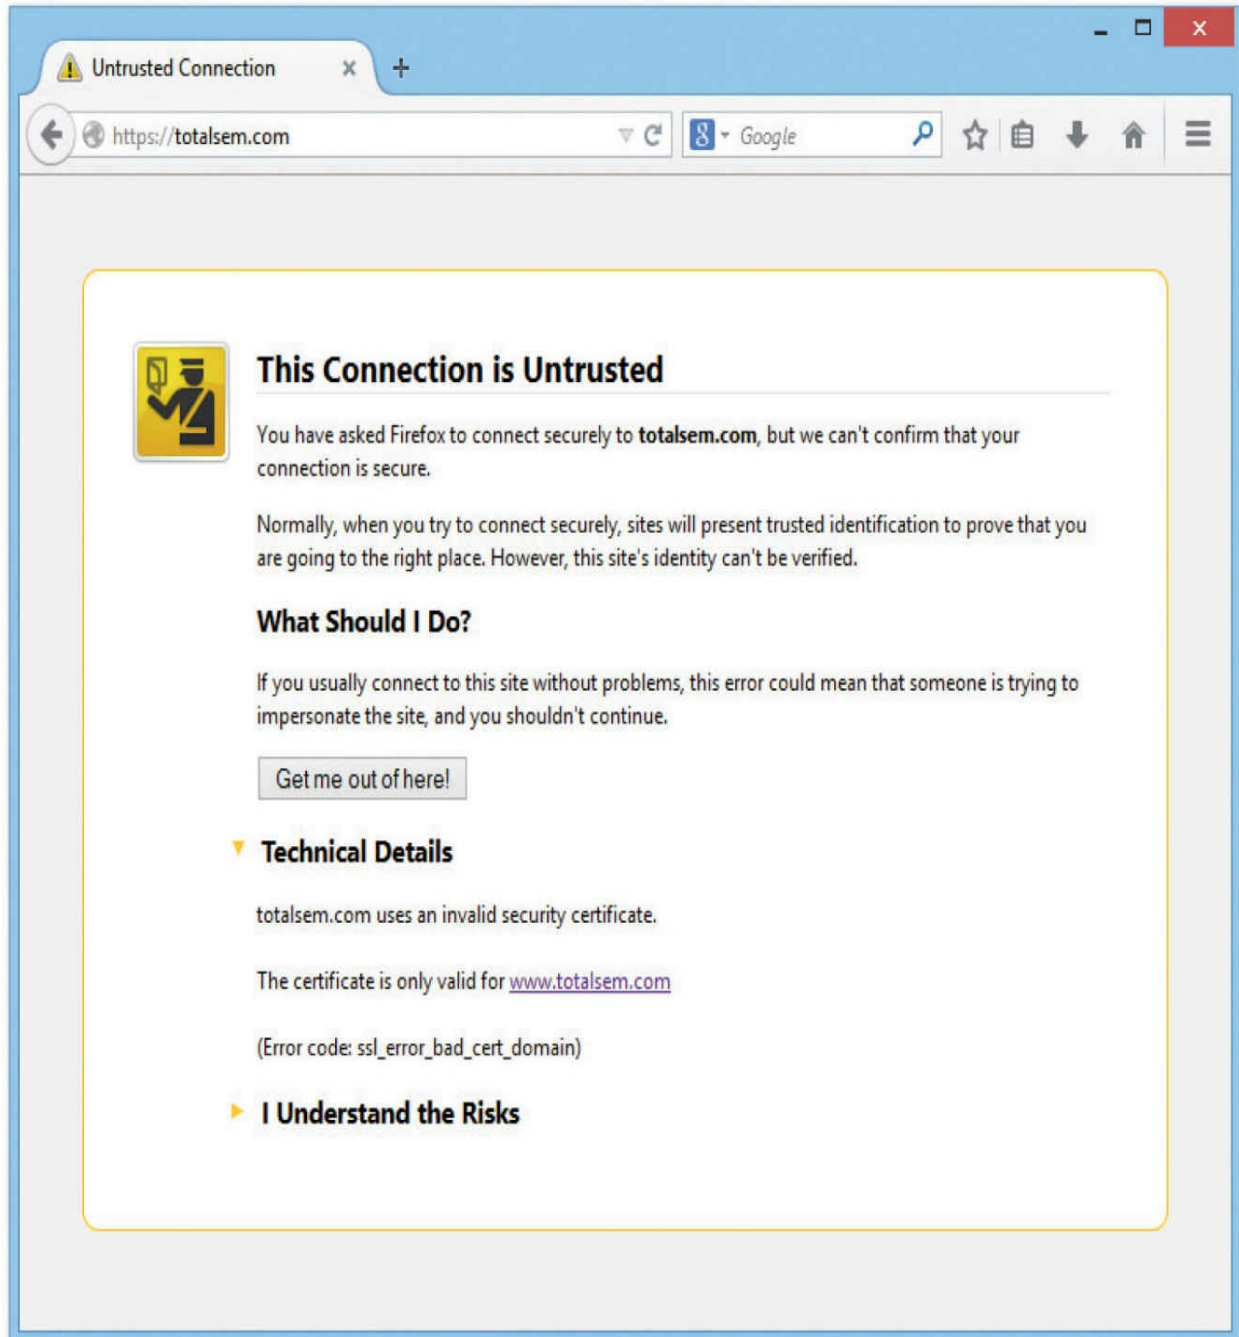 Untrusted Connection
https://totalsem.com
8
Google
This Connection is Untrusted
You have asked Firefox to connect securely to totalsem.com, but we can't confirm that your
connection is secure.
Normally, when you try to connect securely, sites will present trusted identification to prove that you
are going to the right place. However, this site's identity can't be verified.
What Should I Do?
If you usually connect to this site without problems, this error could mean that someone is trying to
impersonate the site, and you shouldn't continue.
Get me out of here!
Technical Details
totalsem.com uses an invalid security certificate.
The certificate is only valid for www.totalsem.com
(Error code: ssl_error_bad_cert_domain)
I Understand the Risks